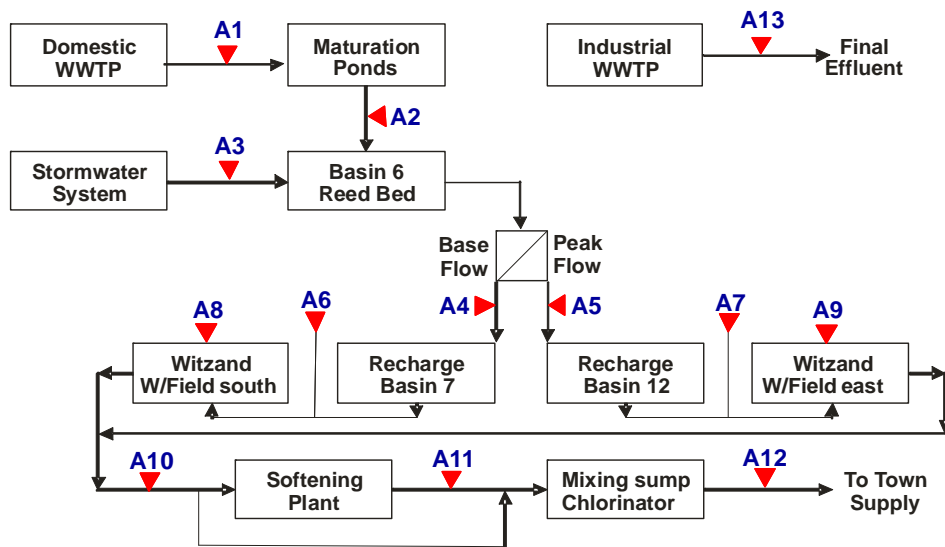 A1
A13
Domestic
WWTP
Maturation
Ponds
Industrial
WWTP
Final
Effluent
A2
A3
Stormwater
System
Basin 6
Reed Bed
Base
Flow
Peak
Flow
A4
A5
A6
A7
A8
A9
Witzand
W/Field south
Recharge
Basin 7
Recharge
Basin 12
Witzand
W/Field east
A10
A11
A12
Softening
Plant
Mixing sump
Chlorinator
To Town
Supply